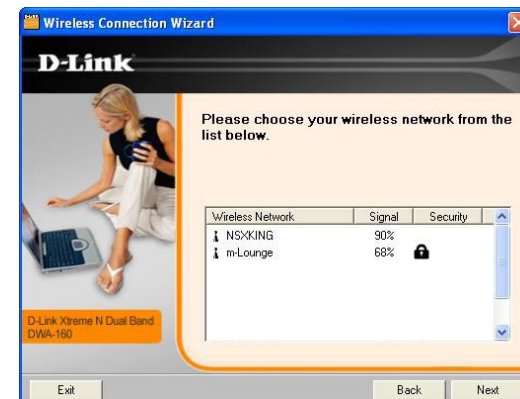 Wireless Connection Wizard
D-Link
Please choose your wireless network from the
list below.
Wireless Network Signal Security
NSXKING 90%
m-Lounge 68%
D-Link Xtreme N Dual Band
DWA-160
Exit Back Next